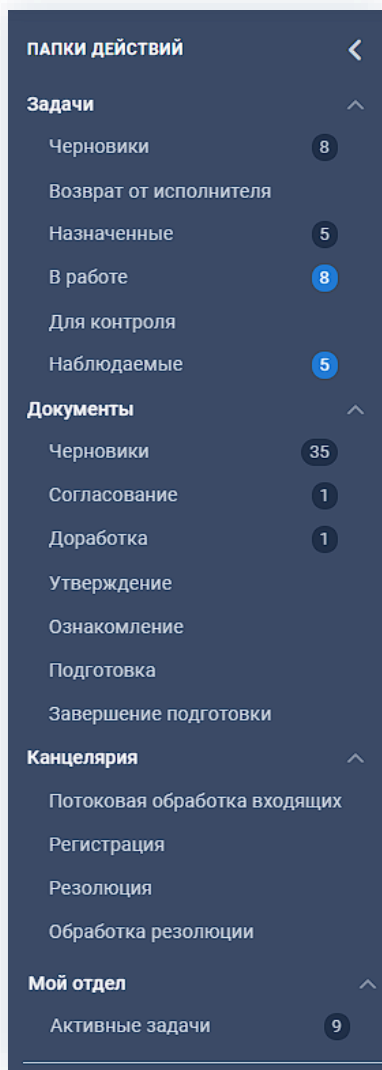 ПАПКИ ДЕЙСТВИЙ
Задачи
Черновики 8
Возврат от исполнителя
Назначенные 5
В работе 8
Для контроля
Наблюдаемые 5
Документы
Черновики 35
Согласование 1
Доработка 1
Утверждение
Ознакомление
Подготовка
Завершение подготовки
Канцелярия
Потоковая обработка входящих
Регистрация
Резолюция
Обработка резолюции
Мой отдел
Активные задачи 9